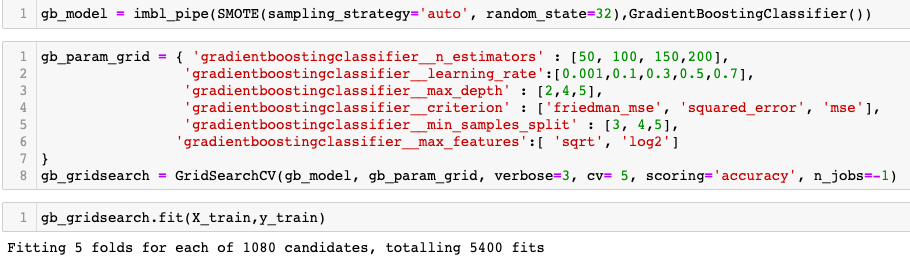 1 gb_model = imbl_pipe(SMOTE(sampling_strategy='auto', random_state=32),GradientBoostingClassifier())
1 gb_param_grid = { 'gradientboostingclassifier__n_estimators' : [50, 100, 150,200],
2 'gradientboostingclassifier__learning_rate':[0.001,0.1,0.3,0.5,0.7],
3 'gradientboostingclassifier__max_depth' : [2,4,5],
4 'gradientboostingclassifier__criterion' : ['friedman_mse', 'squared_error', 'mse'],
5 'gradientboostingclassifier__min_samples_split' : [3, 4,5],
6 'gradientboostingclassifier__max_features':[ 'sqrt', 'log2']
7 }
8 gb_gridsearch = GridSearchCV(gb_model, gb_param_grid, verbose=3, cv= 5, scoring='accuracy', n_jobs=-1)
1 gb_gridsearch.fit(X_train,y_train)
Fitting 5 folds for each of 1080 candidates, totalling 5400 fits